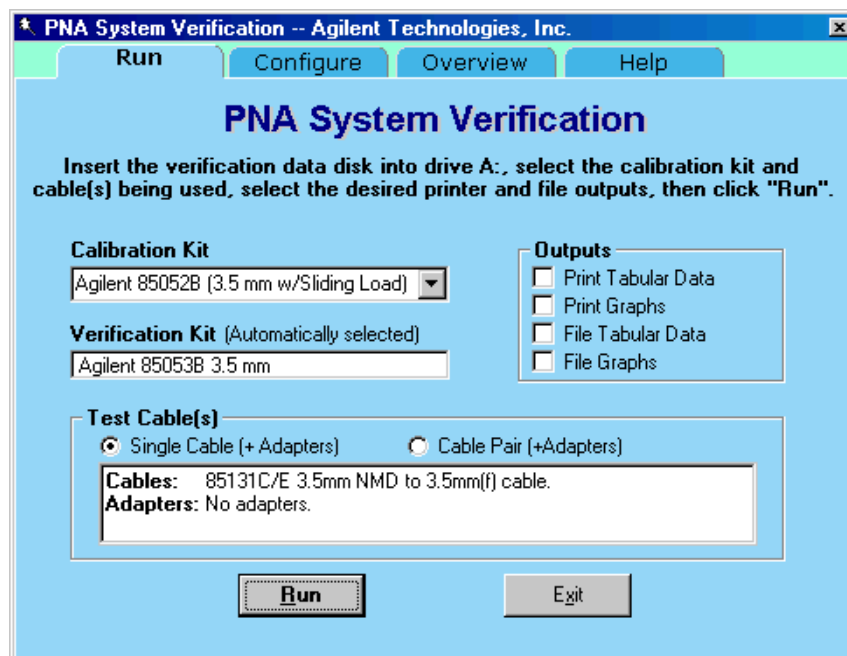 PNA System Verification -- Agilent Technologies, Inc.
Run
Configure
Overview
Help
PNA System Verification
Insert the verification data disk into drive A:, select the calibration kit and
cable(s) being used, select the desired printer and file outputs, then click "Run".
Calibration Kit
Agilent 85052B (3.5 mm w/Sliding Load)
Verification Kit (Automatically selected)
Agilent 85053B 3.5 mm
Outputs
Print Tabular Data
Print Graphs
File Tabular Data
File Graphs
Test Cable(s)
Single Cable (+ Adapters)
Cable Pair (+Adapters)
Cables: 85131C/E 3.5mm NMD to 3.5mm(f) cable.
Adapters: No adapters.
Run
Exit